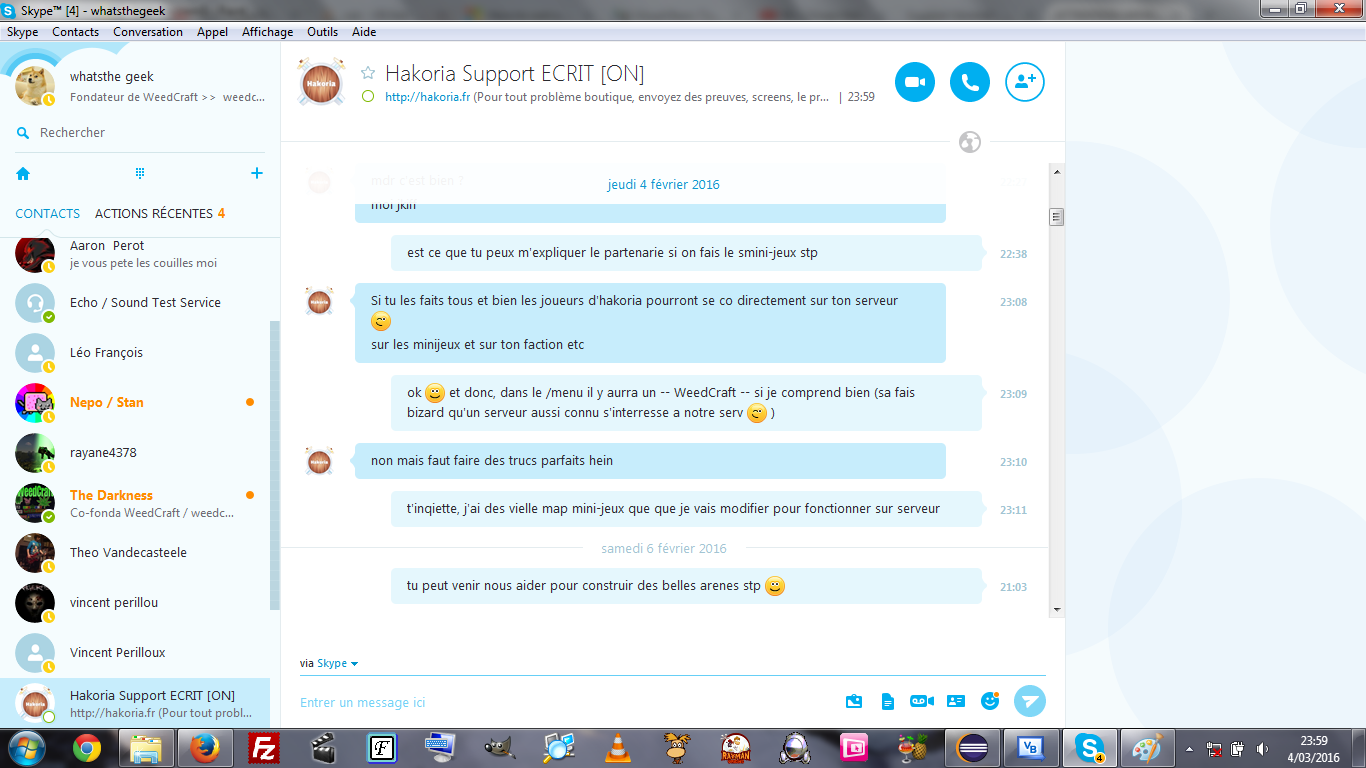 Skype™ [4] - whatsthegeek
Skype Contacts Conversation Appel Affichage Outils Aide
whatsthe geek
Fondateur de WeedCraft >> weedc...
Rechercher
CONTACTS ACTIONS RÉCENTES 4
Aaron Perot
je vous pete les couilles moi
Echo / Sound Test Service
Léo François
Nepo / Stan
rayane4378
The Darkness
Co-fonda WeedCraft / weedc...
Theo Vandecasteele
vincent perillou
Vincent Perilloux
Hakoria Support ECRIT [ON]
http://hakoria.fr (Pour tout probl...
Hakoria
Hakoria Support ECRIT [ON]
http://hakoria.fr (Pour tout problème boutique, envoyez des preuves, screens, le pr... | 23:59
mdr c'est bien ?
jeudi 4 février 2016
moi jkiff
est ce que tu peux m'expliquer le partenarie si on fais le smini-jeux stp
22:38
Si tu les faits tous et bien les joueurs d'hakoria pourront se co directement sur ton serveur
23:08
sur les minijeux et sur ton faction etc
ok et donc, dans le /menu il y aurra un -- WeedCraft -- si je comprend bien (sa fais
23:09
bizard qu'un serveur aussi connu s'interresse a notre serv )
non mais faut faire des trucs parfaits hein
23:10
t'inqiette, j'ai des vielle map mini-jeux que que je vais modifier pour fonctionner sur serveur
23:11
samedi 6 février 2016
tu peut venir nous aider pour construir des belles arenes stp
21:03
via Skype
Entrer un message ici
Fz
F
RAYMAN
VB
S
4
23:59
4/03/2016